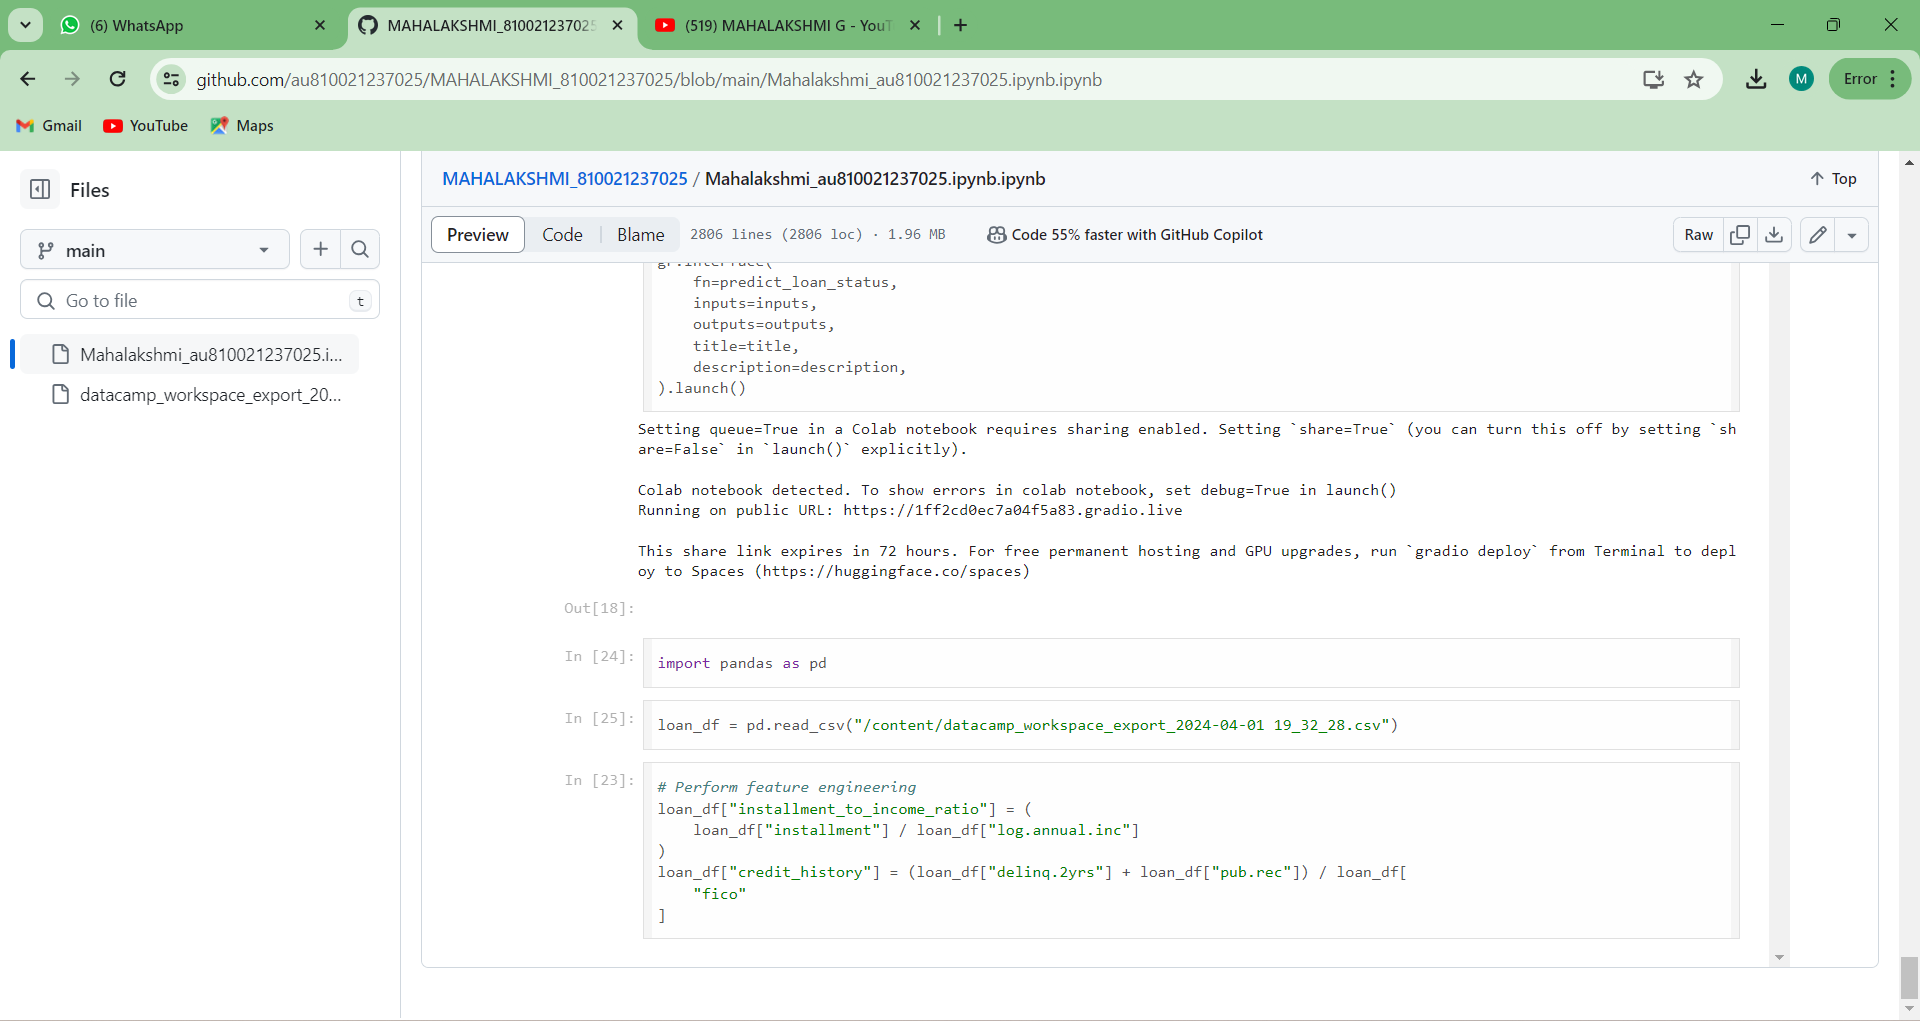 (6) WhatsApp
MAHALAKSHMI_810021237025
(519) MAHALAKSHMI G - YouT
github.com/au810021237025/MAHALAKSHMI_810021237025/blob/main/Mahalakshmi_au810021237025.ipynb.ipynb
M
Error
Gmail
YouTube
Maps
Files
MAHALAKSHMI_810021237025 / Mahalakshmi_au810021237025.ipynb.ipynb
Top
main
Preview
Code
Blame
2806 lines (2806 loc) · 1.96 MB
Code 55% faster with GitHub Copilot
Raw
Go to file
t
Mahalakshmi_au810021237025.i...
datacamp_workspace_export_20...
gr.Interface(
fn=predict_loan_status,
inputs=inputs,
outputs=outputs,
title=title,
description=description,
).launch()
Setting queue=True in a Colab notebook requires sharing enabled. Setting `share=True` (you can turn this off by setting `sh
are=False` in `launch()` explicitly).
Colab notebook detected. To show errors in colab notebook, set debug=True in launch()
Running on public URL: https://1ff2cd0ec7a04f5a83.gradio.live
This share link expires in 72 hours. For free permanent hosting and GPU upgrades, run `gradio deploy` from Terminal to depl
oy to Spaces (https://huggingface.co/spaces)
Out[18]:
In [24]:
import pandas as pd
In [25]:
loan_df = pd.read_csv("/content/datacamp_workspace_export_2024-04-01 19_32_28.csv")
In [23]:
# Perform feature engineering
loan_df["installment_to_income_ratio"] = (
loan_df["installment"] / loan_df["log.annual.inc"]
)
loan_df["credit_history"] = (loan_df["delinq.2yrs"] + loan_df["pub.rec"]) / loan_df[
"fico"
]